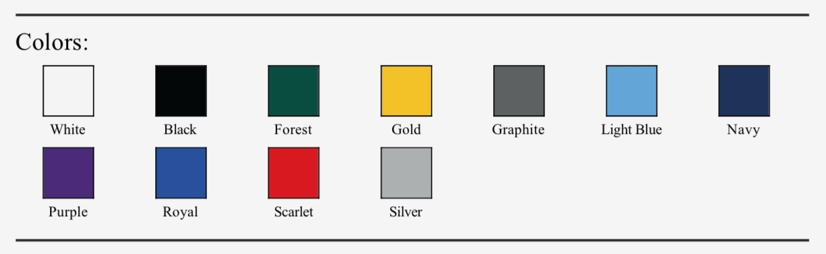 Colors:
White Black Forest Gold Graphite Light Blue Navy
Purple Royal Scarlet Silver